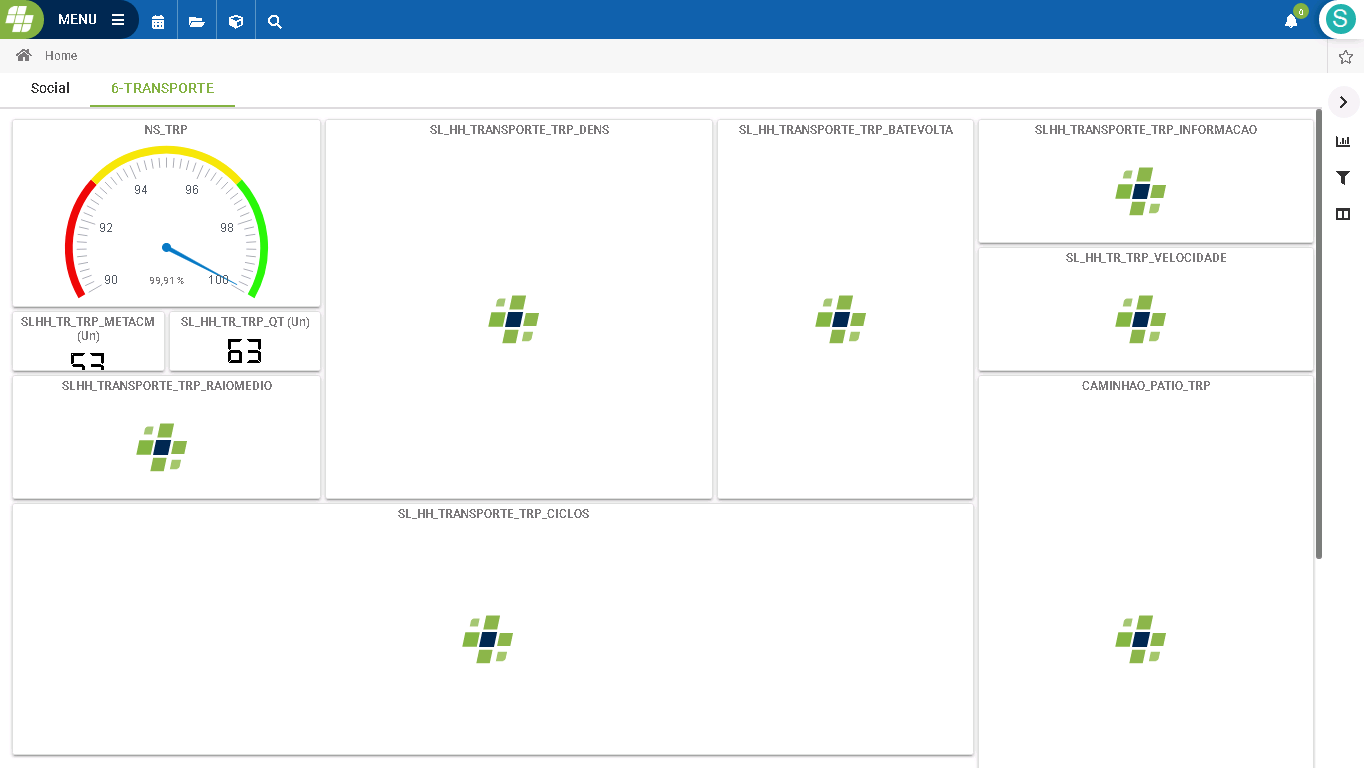 MENU
0
S
Home
Social
6-TRANSPORTE
NS_TRP
90
92
94
96
98
100
99,91 %
SL_HH_TRANSPORTE_TRP_DENS
SL_HH_TRANSPORTE_TRP_BATEVOLTA
SLHH_TRANSPORTE_TRP_INFORMACAO
SL_HH_TR_TRP_VELOCIDADE
SLHH_TR_TRP_METACM
(Un)
53
SL_HH_TR_TRP_QT (Un)
63
SLHH_TRANSPORTE_TRP_RAIOMEDIO
CAMINHAO_PATIO_TRP
SL_HH_TRANSPORTE_TRP_CICLOS